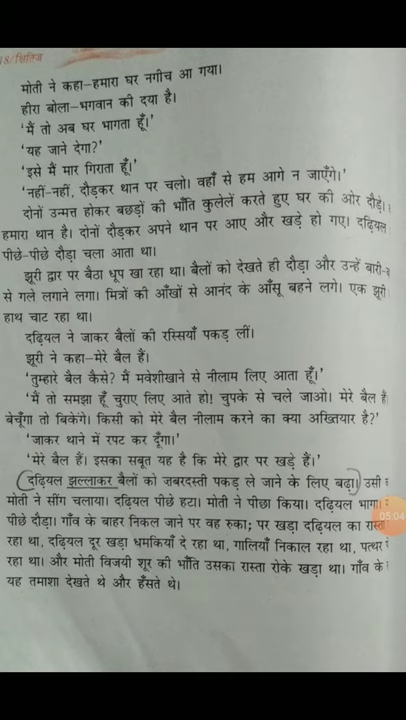 18/क्षितिज
मोती ने कहा–हमारा घर नगीच आ गया।
हीरा बोला–भगवान की दया है।
‘मैं तो अब घर भागता हूँ।’
‘यह जाने देगा?’
‘इसे मैं मार गिराता हूँ।’
‘नहीं-नहीं, दौड़कर थान पर चलो। वहाँ से हम आगे न जाएँगे।’
दोनों उन्मत्त होकर बछड़ों की भाँति कुलेलें करते हुए घर की ओर दौड़े।
हमारा थान है। दोनों दौड़कर अपने थान पर आए और खड़े हो गए। दढ़ियल
पीछे-पीछे दौड़ा चला आता था।
झूरी द्वार पर बैठा धूप खा रहा था। बैलों को देखते ही दौड़ा और उन्हें बारी-
से गले लगाने लगा। मित्रों की आँखों से आनंद के आँसू बहने लगे। एक झूरी
हाथ चाट रहा था।
दढ़ियल ने जाकर बैलों की रस्सियाँ पकड़ लीं।
झूरी ने कहा–मेरे बैल हैं।
‘तुम्हारे बैल कैसे? मैं मवेशीखाने से नीलाम लिए आता हूँ।’
‘मैं तो समझा हूँ चुराए लिए आते हो! चुपके से चले जाओ। मेरे बैल हैं।
बेचूँगा तो बिकेंगे। किसी को मेरे बैल नीलाम करने का क्या अख्तियार है?’
‘जाकर थाने में रपट कर दूँगा।’
‘मेरे बैल हैं। इसका सबूत यह है कि मेरे द्वार पर खड़े हैं।’
दढ़ियल झल्लाकर बैलों को जबरदस्ती पकड़ ले जाने के लिए बढ़ा। उसी
मोती ने सींग चलाया। दढ़ियल पीछे हटा। मोती ने पीछा किया। दढ़ियल भागा।
पीछे दौड़ा। गाँव के बाहर निकल जाने पर वह रुका; पर खड़ा दढ़ियल का रास्ता
रहा था, दढ़ियल दूर खड़ा धमकियाँ दे रहा था, गालियाँ निकाल रहा था, पत्थर
रहा था। और मोती विजयी शूर की भाँति उसका रास्ता रोके खड़ा था। गाँव के
यह तमाशा देखते थे और हँसते थे।
05:04